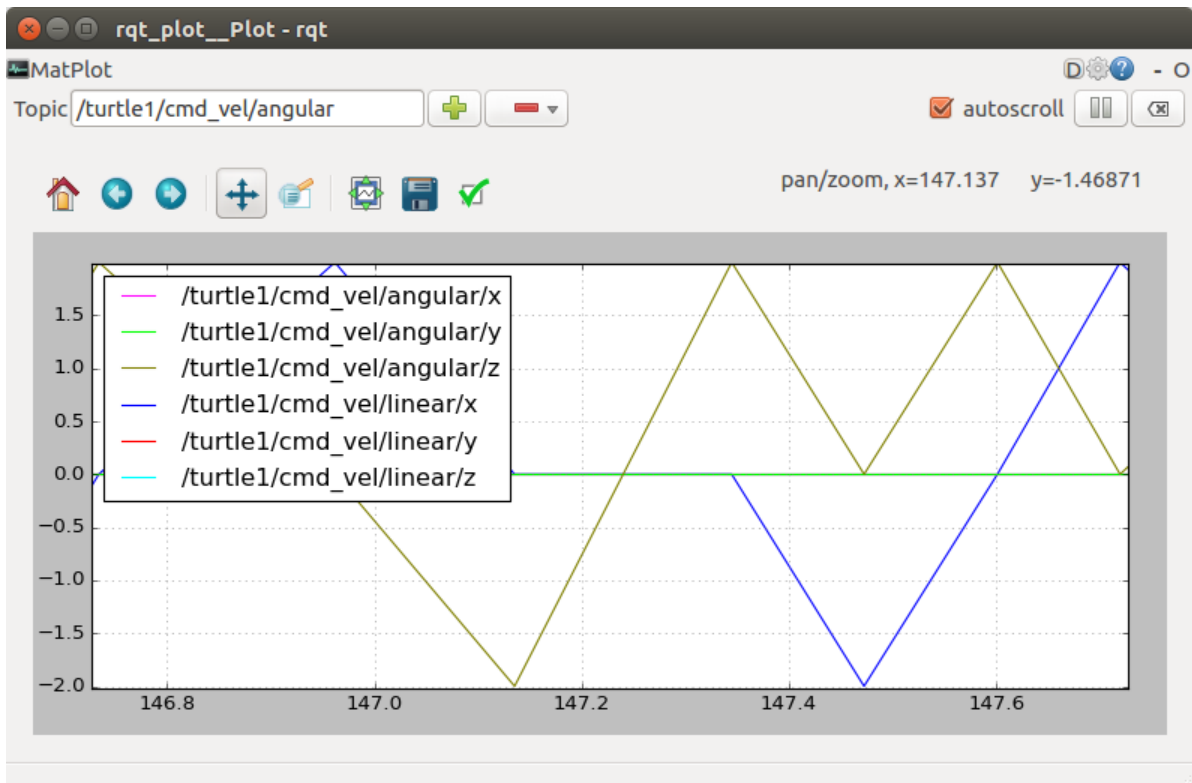 rqt_plot__Plot - rqt
MatPlot
D ? - O
Topic /turtle1/cmd_vel/angular
autoscroll
pan/zoom, x=147.137 y=-1.46871
/turtle1/cmd_vel/angular/x
/turtle1/cmd_vel/angular/y
/turtle1/cmd_vel/angular/z
/turtle1/cmd_vel/linear/x
/turtle1/cmd_vel/linear/y
/turtle1/cmd_vel/linear/z
1.5
1.0
0.5
0.0
−0.5
−1.0
−1.5
−2.0
146.8 147.0 147.2 147.4 147.6